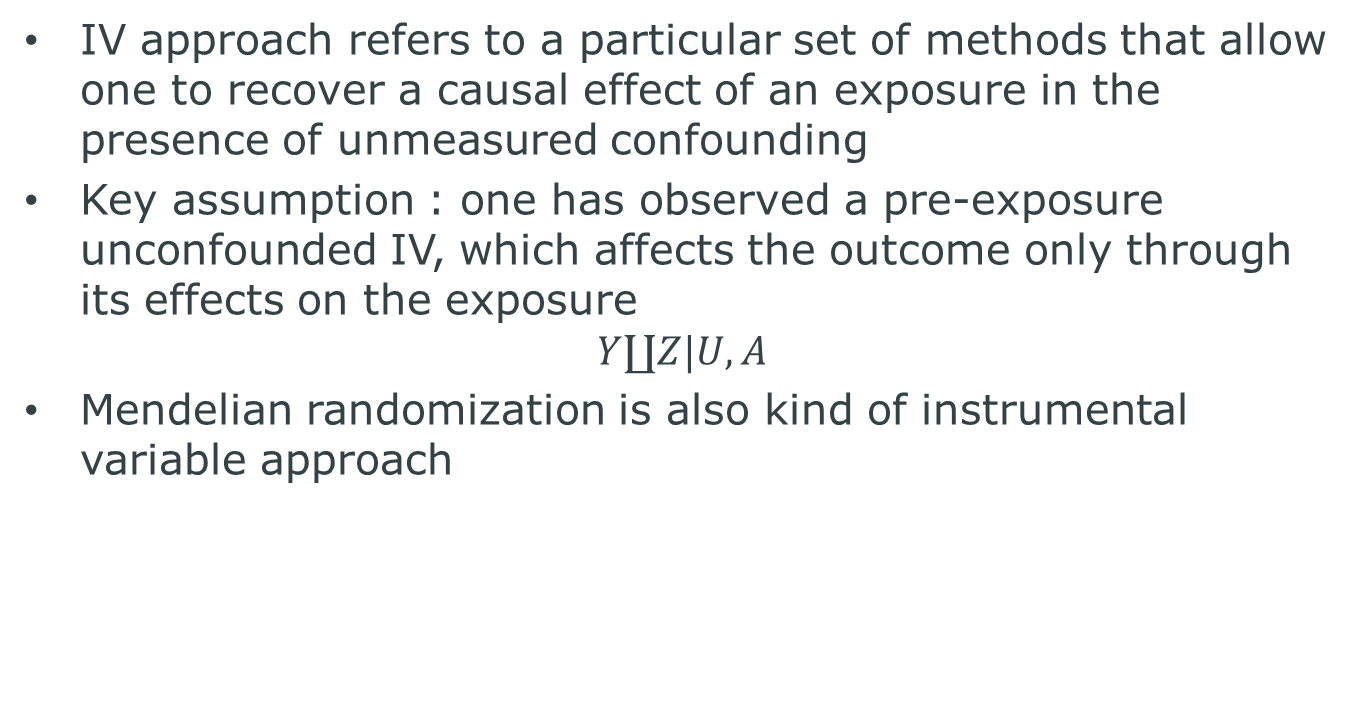 • IV approach refers to a particular set of methods that allow
one to recover a causal effect of an exposure in the
presence of unmeasured confounding
• Key assumption : one has observed a pre-exposure
unconfounded IV, which affects the outcome only through
its effects on the exposure
Y∐Z|U, A
• Mendelian randomization is also kind of instrumental
variable approach